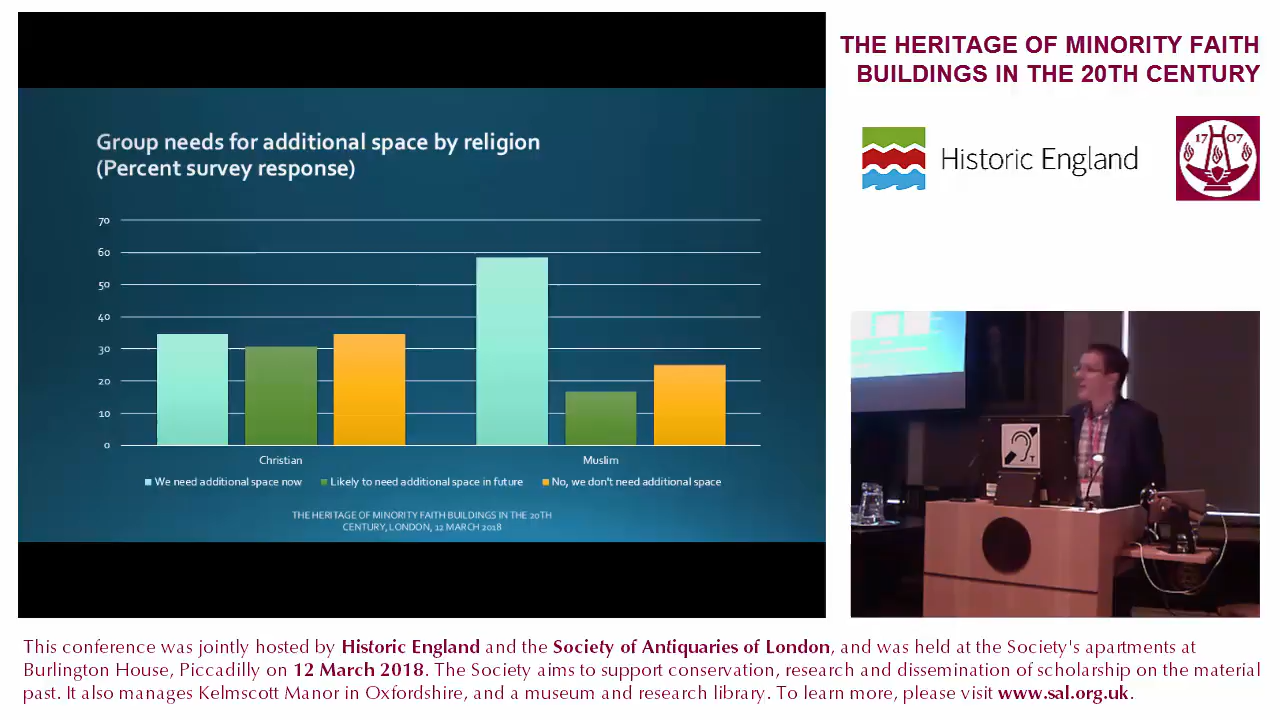 THE HERITAGE OF MINORITY FAITH
BUILDINGS IN THE 20TH CENTURY
Historic England
17 07
Group needs for additional space by religion
(Percent survey response)
70
60
50
40
30
20
10
0
Christian
Muslim
We need additional space now
Likely to need additional space in future
No, we don't need additional space
THE HERITAGE OF MINORITY FAITH BUILDINGS IN THE 20TH
CENTURY, LONDON, 12 MARCH 2018
T
This conference was jointly hosted by Historic England and the Society of Antiquaries of London, and was held at the Society's apartments at
Burlington House, Piccadilly on 12 March 2018. The Society aims to support conservation, research and dissemination of scholarship on the material
past. It also manages Kelmscott Manor in Oxfordshire, and a museum and research library. To learn more, please visit www.sal.org.uk.